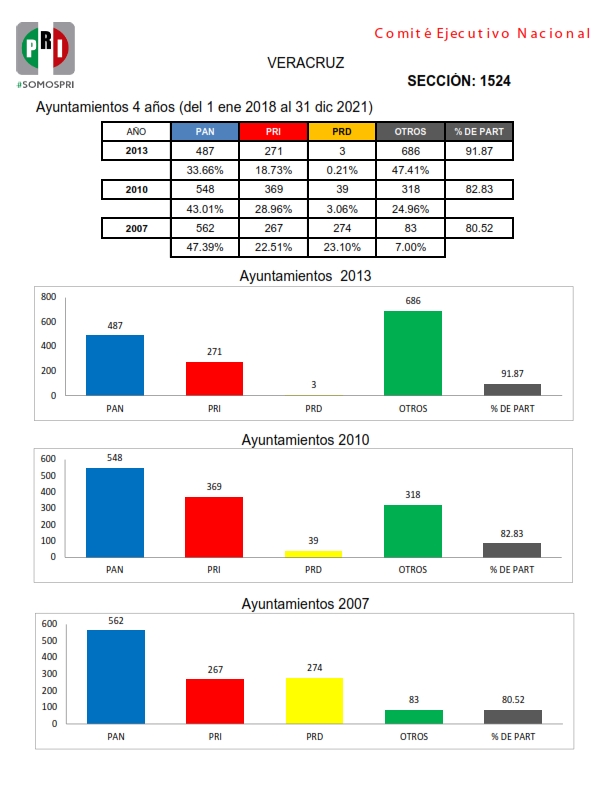 Comité Ejecutivo Nacional
PRI
#SOMOSPRI
VERACRUZ
SECCIÓN: 1524
Ayuntamientos 4 años (del 1 ene 2018 al 31 dic 2021)
AÑO PAN PRI PRD OTROS % DE PART
2013 487 271 3 686 91.87
33.66% 18.73% 0.21% 47.41%
2010 548 369 39 318 82.83
43.01% 28.96% 3.06% 24.96%
2007 562 267 274 83 80.52
47.39% 22.51% 23.10% 7.00%
Ayuntamientos 2013
800
600
400
200
0
487 271 3 686 91.87
PAN PRI PRD OTROS % DE PART
Ayuntamientos 2010
600
500
400
300
200
100
0
548 369 39 318 82.83
PAN PRI PRD OTROS % DE PART
Ayuntamientos 2007
600
500
400
300
200
100
0
562 267 274 83 80.52
PAN PRI PRD OTROS % DE PART